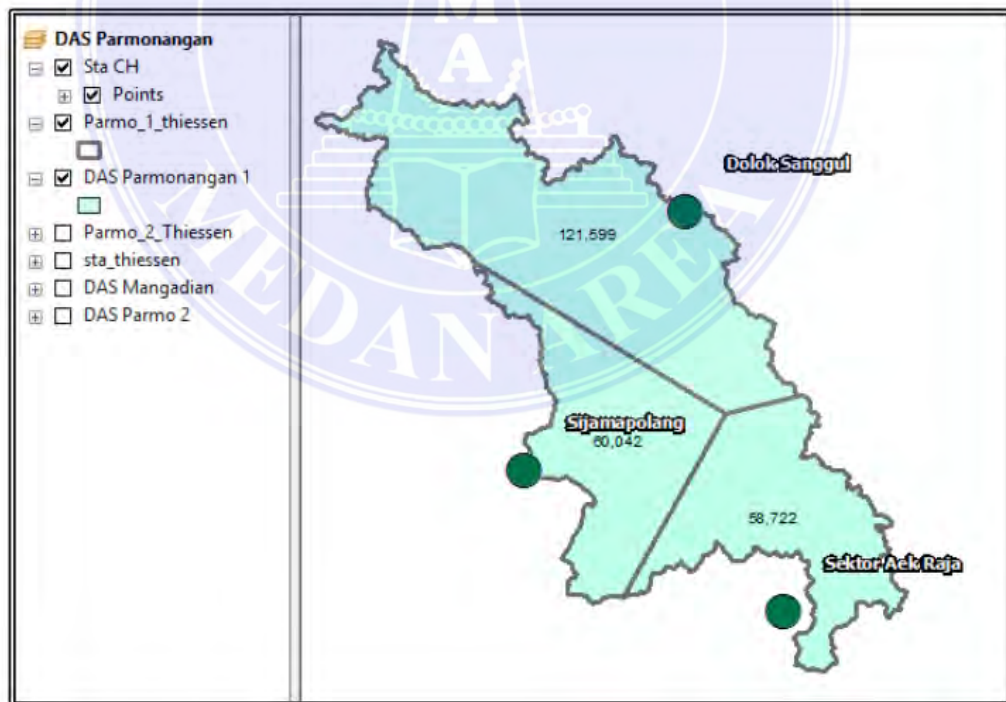 DAS Parmonangan
Sta CH
Points
Parmo_1_thiessen
DAS Parmonangan 1
Parmo_2_Thiessen
sta_thiessen
DAS Mangadian
DAS Parmo 2
Dolok Sanggul
121,599
Sijamapolang
60,042
58,722
Sektor Aek Raja
M
A
MEDAN AREA